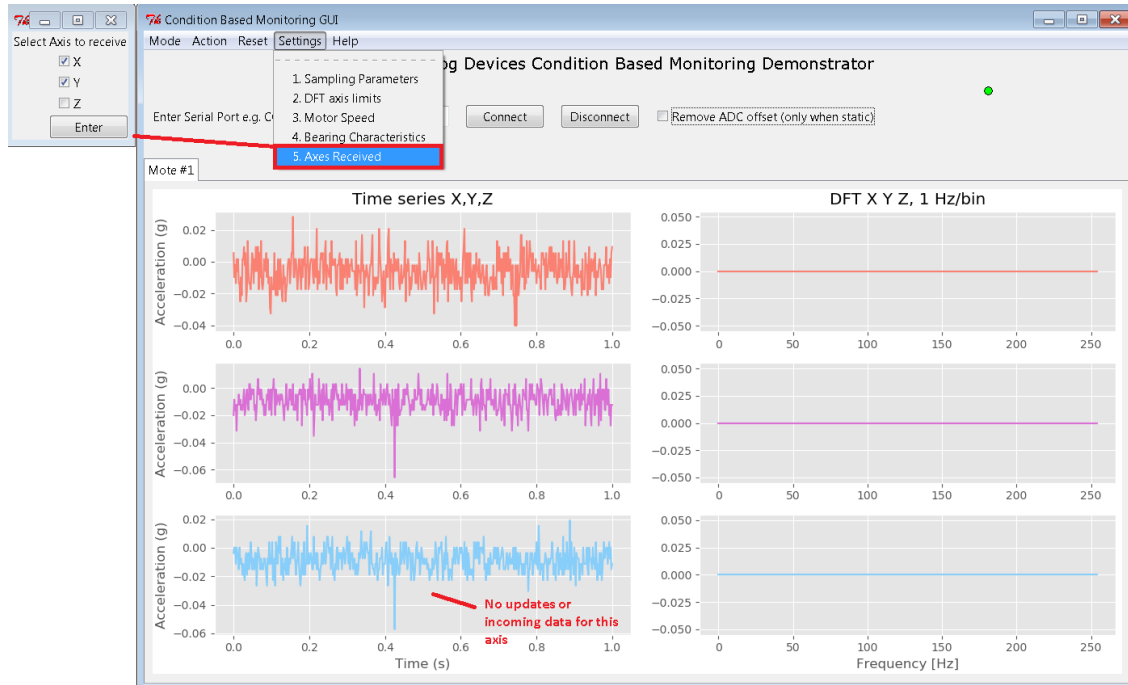 Select Axis to receive
X
Y
Z
Enter
Condition Based Monitoring GUI
Mode Action Reset Settings Help
1. Sampling Parameters
2. DFT axis limits
3. Motor Speed
4. Bearing Characteristics
5. Axes Received
og Devices Condition Based Monitoring Demonstrator
Enter Serial Port e.g. Connect Disconnect Remove ADC offset (only when static)
Mote #1
Time series X,Y,Z
Acceleration (g)
0.02
0.00
−0.02
−0.04
0.0 0.2 0.4 0.6 0.8 1.0
Acceleration (g)
0.00
−0.02
−0.04
−0.06
0.0 0.2 0.4 0.6 0.8 1.0
Acceleration (g)
0.02
0.00
−0.02
−0.04
−0.06
0.0 0.2 0.4 0.6 0.8 1.0
Time (s)
No updates or
incoming data for this
axis
DFT X Y Z, 1 Hz/bin
0.050
0.025
0.000
−0.025
−0.050
0 50 100 150 200 250
0.050
0.025
0.000
−0.025
−0.050
0 50 100 150 200 250
0.050
0.025
0.000
−0.025
−0.050
0 50 100 150 200 250
Frequency [Hz]